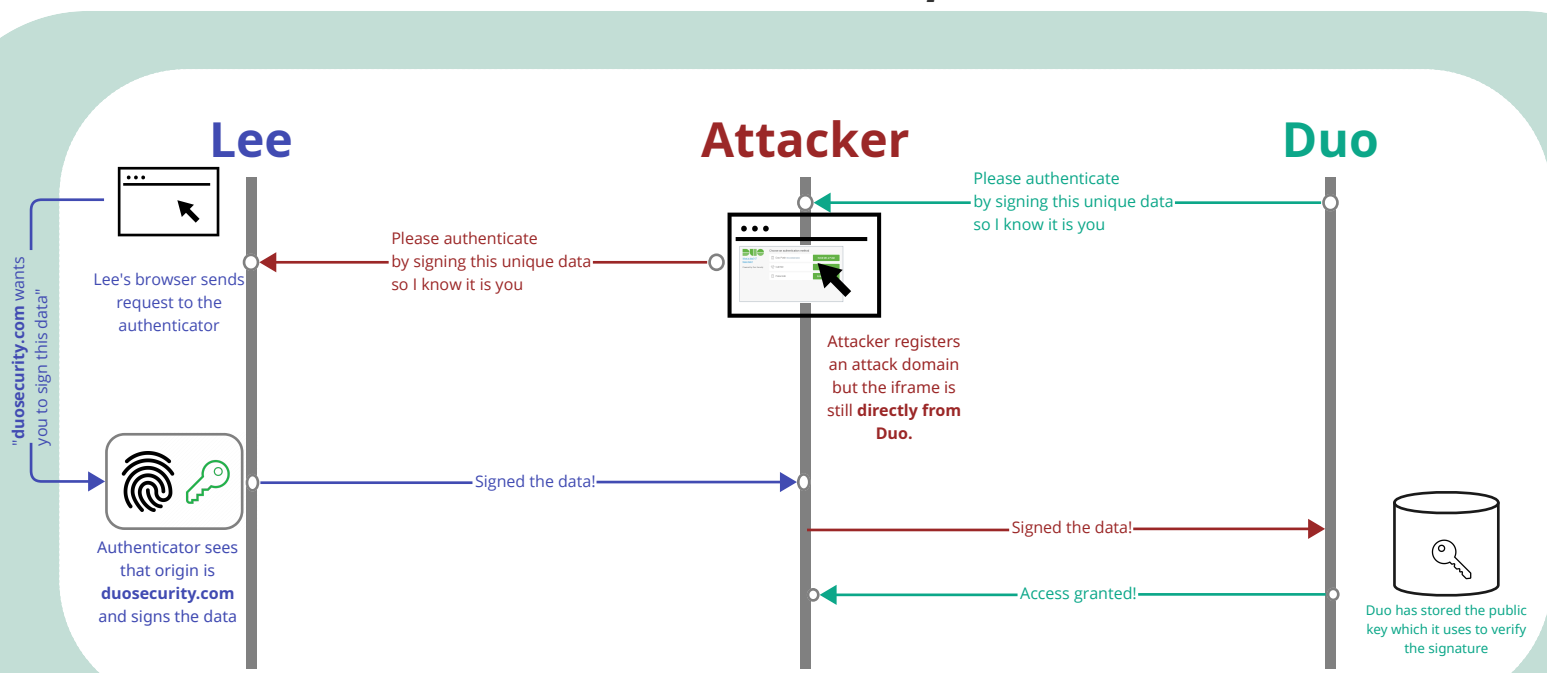 Lee
Attacker
Duo
Please authenticate
by signing this unique data
so I know it is you
Please authenticate
by signing this unique data
so I know it is you
Lee's browser sends
request to the
authenticator
"duosecurity.com wants
you to sign this data"
DUO
Attacker registers
an attack domain
but the iframe is
still directly from
Duo.
Signed the data!
Signed the data!
Authenticator sees
that origin is
duosecurity.com
and signs the data
Access granted!
Duo has stored the public
key which it uses to verify
the signature